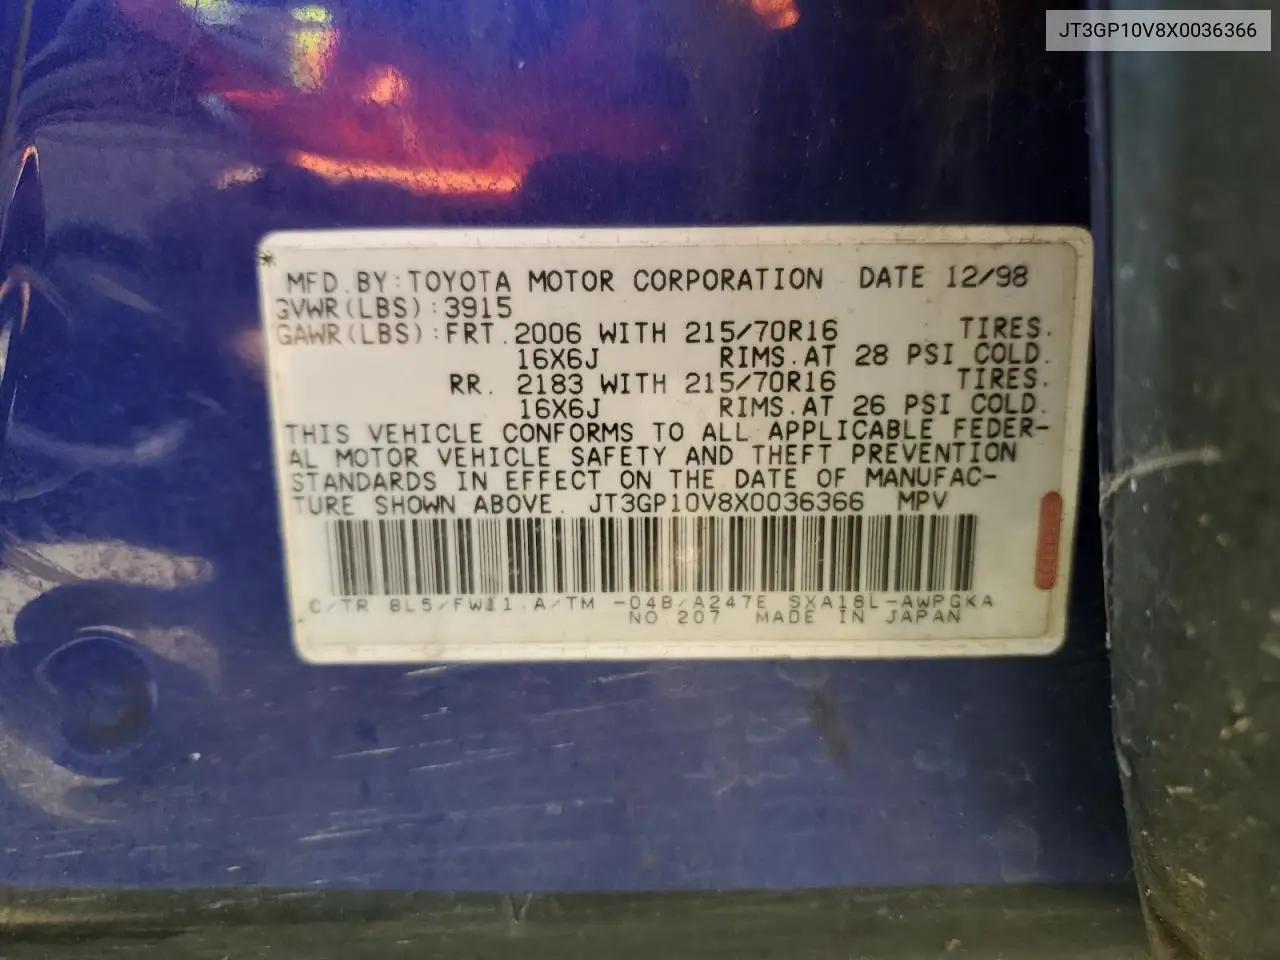 JT3GP10V8X0036366
MFD. BY: TOYOTA MOTOR CORPORATION DATE 12/98
GVWR(LBS): 3915
GAWR(LBS): FRT. 2006 WITH 215/70R16 TIRES.
16X6J RIMS. AT 28 PSI COLD.
RR. 2183 WITH 215/70R16 TIRES.
16X6J RIMS. AT 26 PSI COLD.
THIS VEHICLE CONFORMS TO ALL APPLICABLE FEDER-
AL MOTOR VEHICLE SAFETY AND THEFT PREVENTION
STANDARDS IN EFFECT ON THE DATE OF MANUFAC-
TURE SHOWN ABOVE. JT3GP10V8X0036366 MPV
C/TR 8L5/FW11.A/TM -04B/A247E SXA16L-AWPGKA
NO 207 MADE IN JAPAN